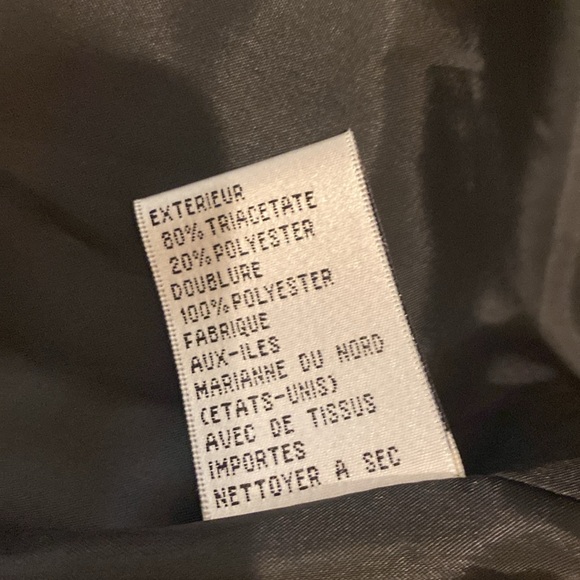 EXTERIEUR
80% TRIACETATE
20% POLYESTER
DOUBLURE
100% POLYESTER
FABRIQUE
AUX-ILES
MARIANNE DU NORD
(ETATS-UNIS)
AVEC DE TISSUS
IMPORTES
NETTOYER A SEC